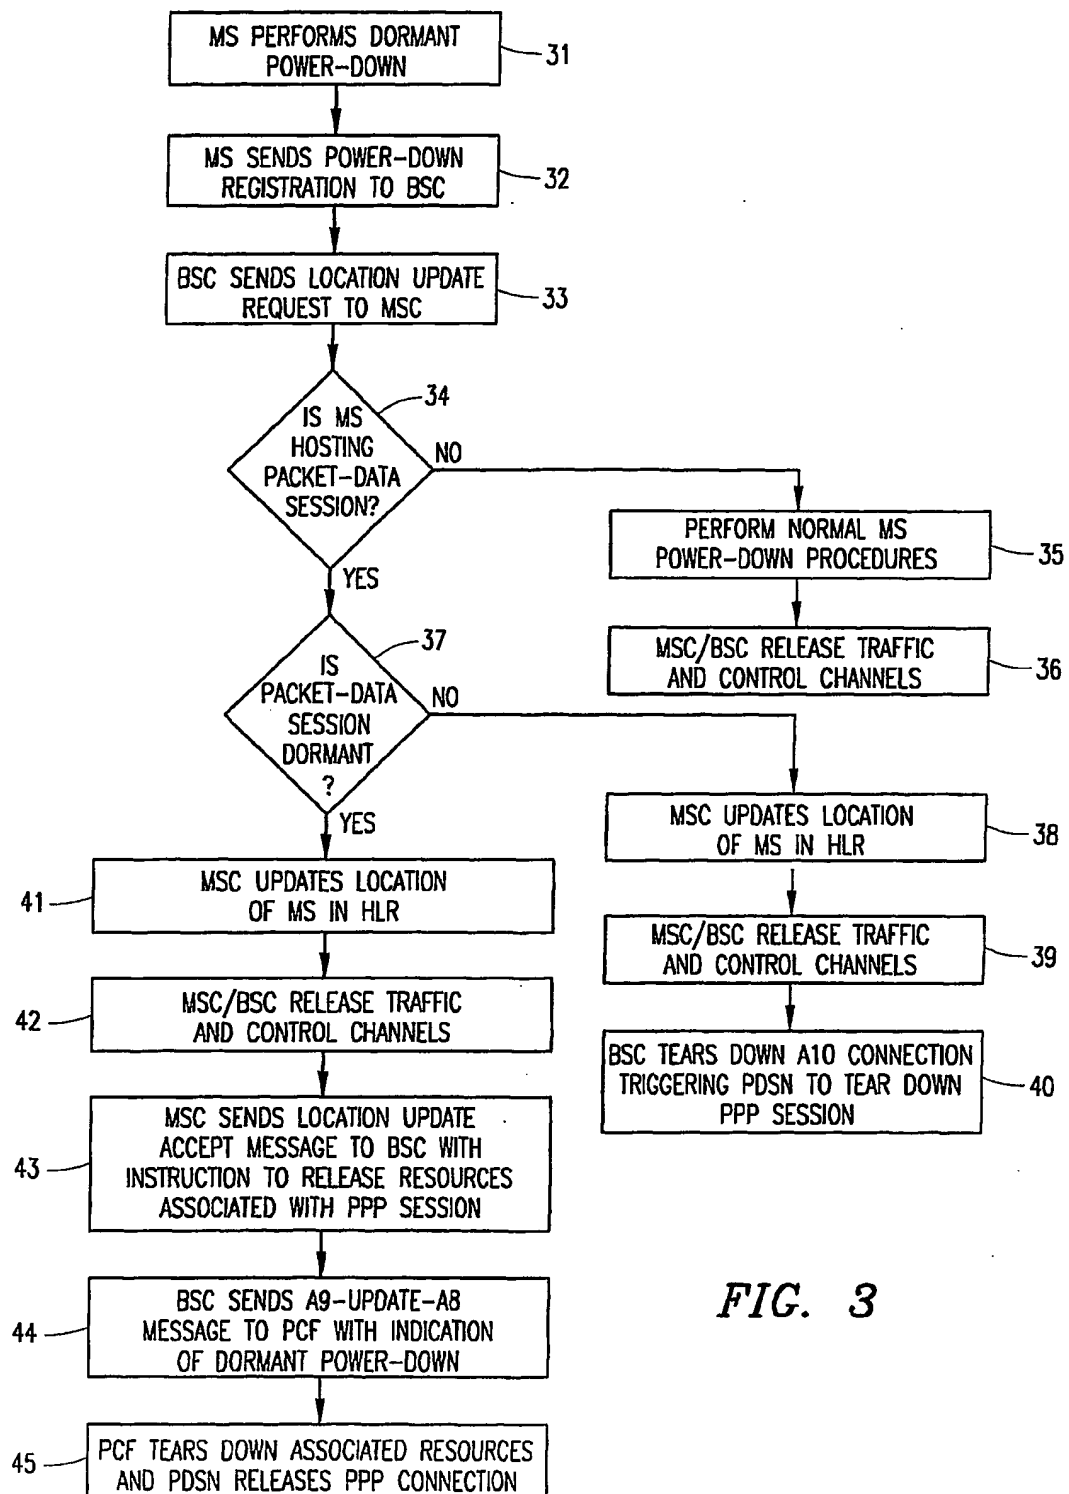 MS PERFORMS DORMANT
POWER-DOWN
31
MS SENDS POWER-DOWN
REGISTRATION TO BSC
32
BSC SENDS LOCATION UPDATE
REQUEST TO MSC
33
34
IS MS
HOSTING
PACKET-DATA
SESSION?
NO
YES
PERFORM NORMAL MS
POWER-DOWN PROCEDURES
35
MSC/BSC RELEASE TRAFFIC
AND CONTROL CHANNELS
36
37
IS
PACKET-DATA
SESSION
DORMANT
?
NO
YES
MSC UPDATES LOCATION
OF MS IN HLR
38
MSC/BSC RELEASE TRAFFIC
AND CONTROL CHANNELS
39
BSC TEARS DOWN A10 CONNECTION
TRIGGERING PDSN TO TEAR DOWN
PPP SESSION
40
41
MSC UPDATES LOCATION
OF MS IN HLR
42
MSC/BSC RELEASE TRAFFIC
AND CONTROL CHANNELS
43
MSC SENDS LOCATION UPDATE
ACCEPT MESSAGE TO BSC WITH
INSTRUCTION TO RELEASE RESOURCES
ASSOCIATED WITH PPP SESSION
44
BSC SENDS A9-UPDATE-A8
MESSAGE TO PCF WITH INDICATION
OF DORMANT POWER-DOWN
45
PCF TEARS DOWN ASSOCIATED RESOURCES
AND PDSN RELEASES PPP CONNECTION
FIG. 3